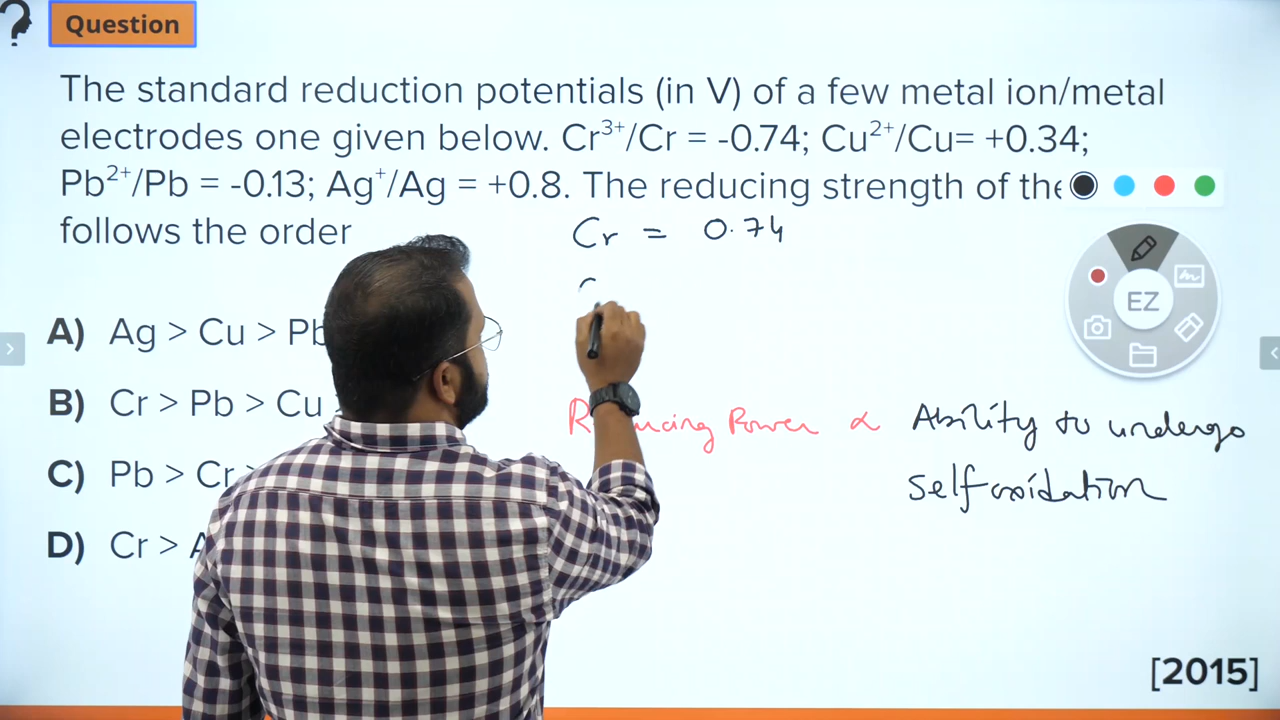 ?
Question
The standard reduction potentials (in V) of a few metal ion/metal
electrodes one given below. Cr³⁺/Cr = -0.74; Cu²⁺/Cu= +0.34;
Pb²⁺/Pb = -0.13; Ag⁺/Ag = +0.8. The reducing strength of the
follows the order
Cr = 0.74
A) Ag > Cu > Pb
B) Cr > Pb > Cu
C) Pb > Cr
D) Cr > A
Reducing Power ∝ Ability to undergo
self oxidation
EZ
[2015]